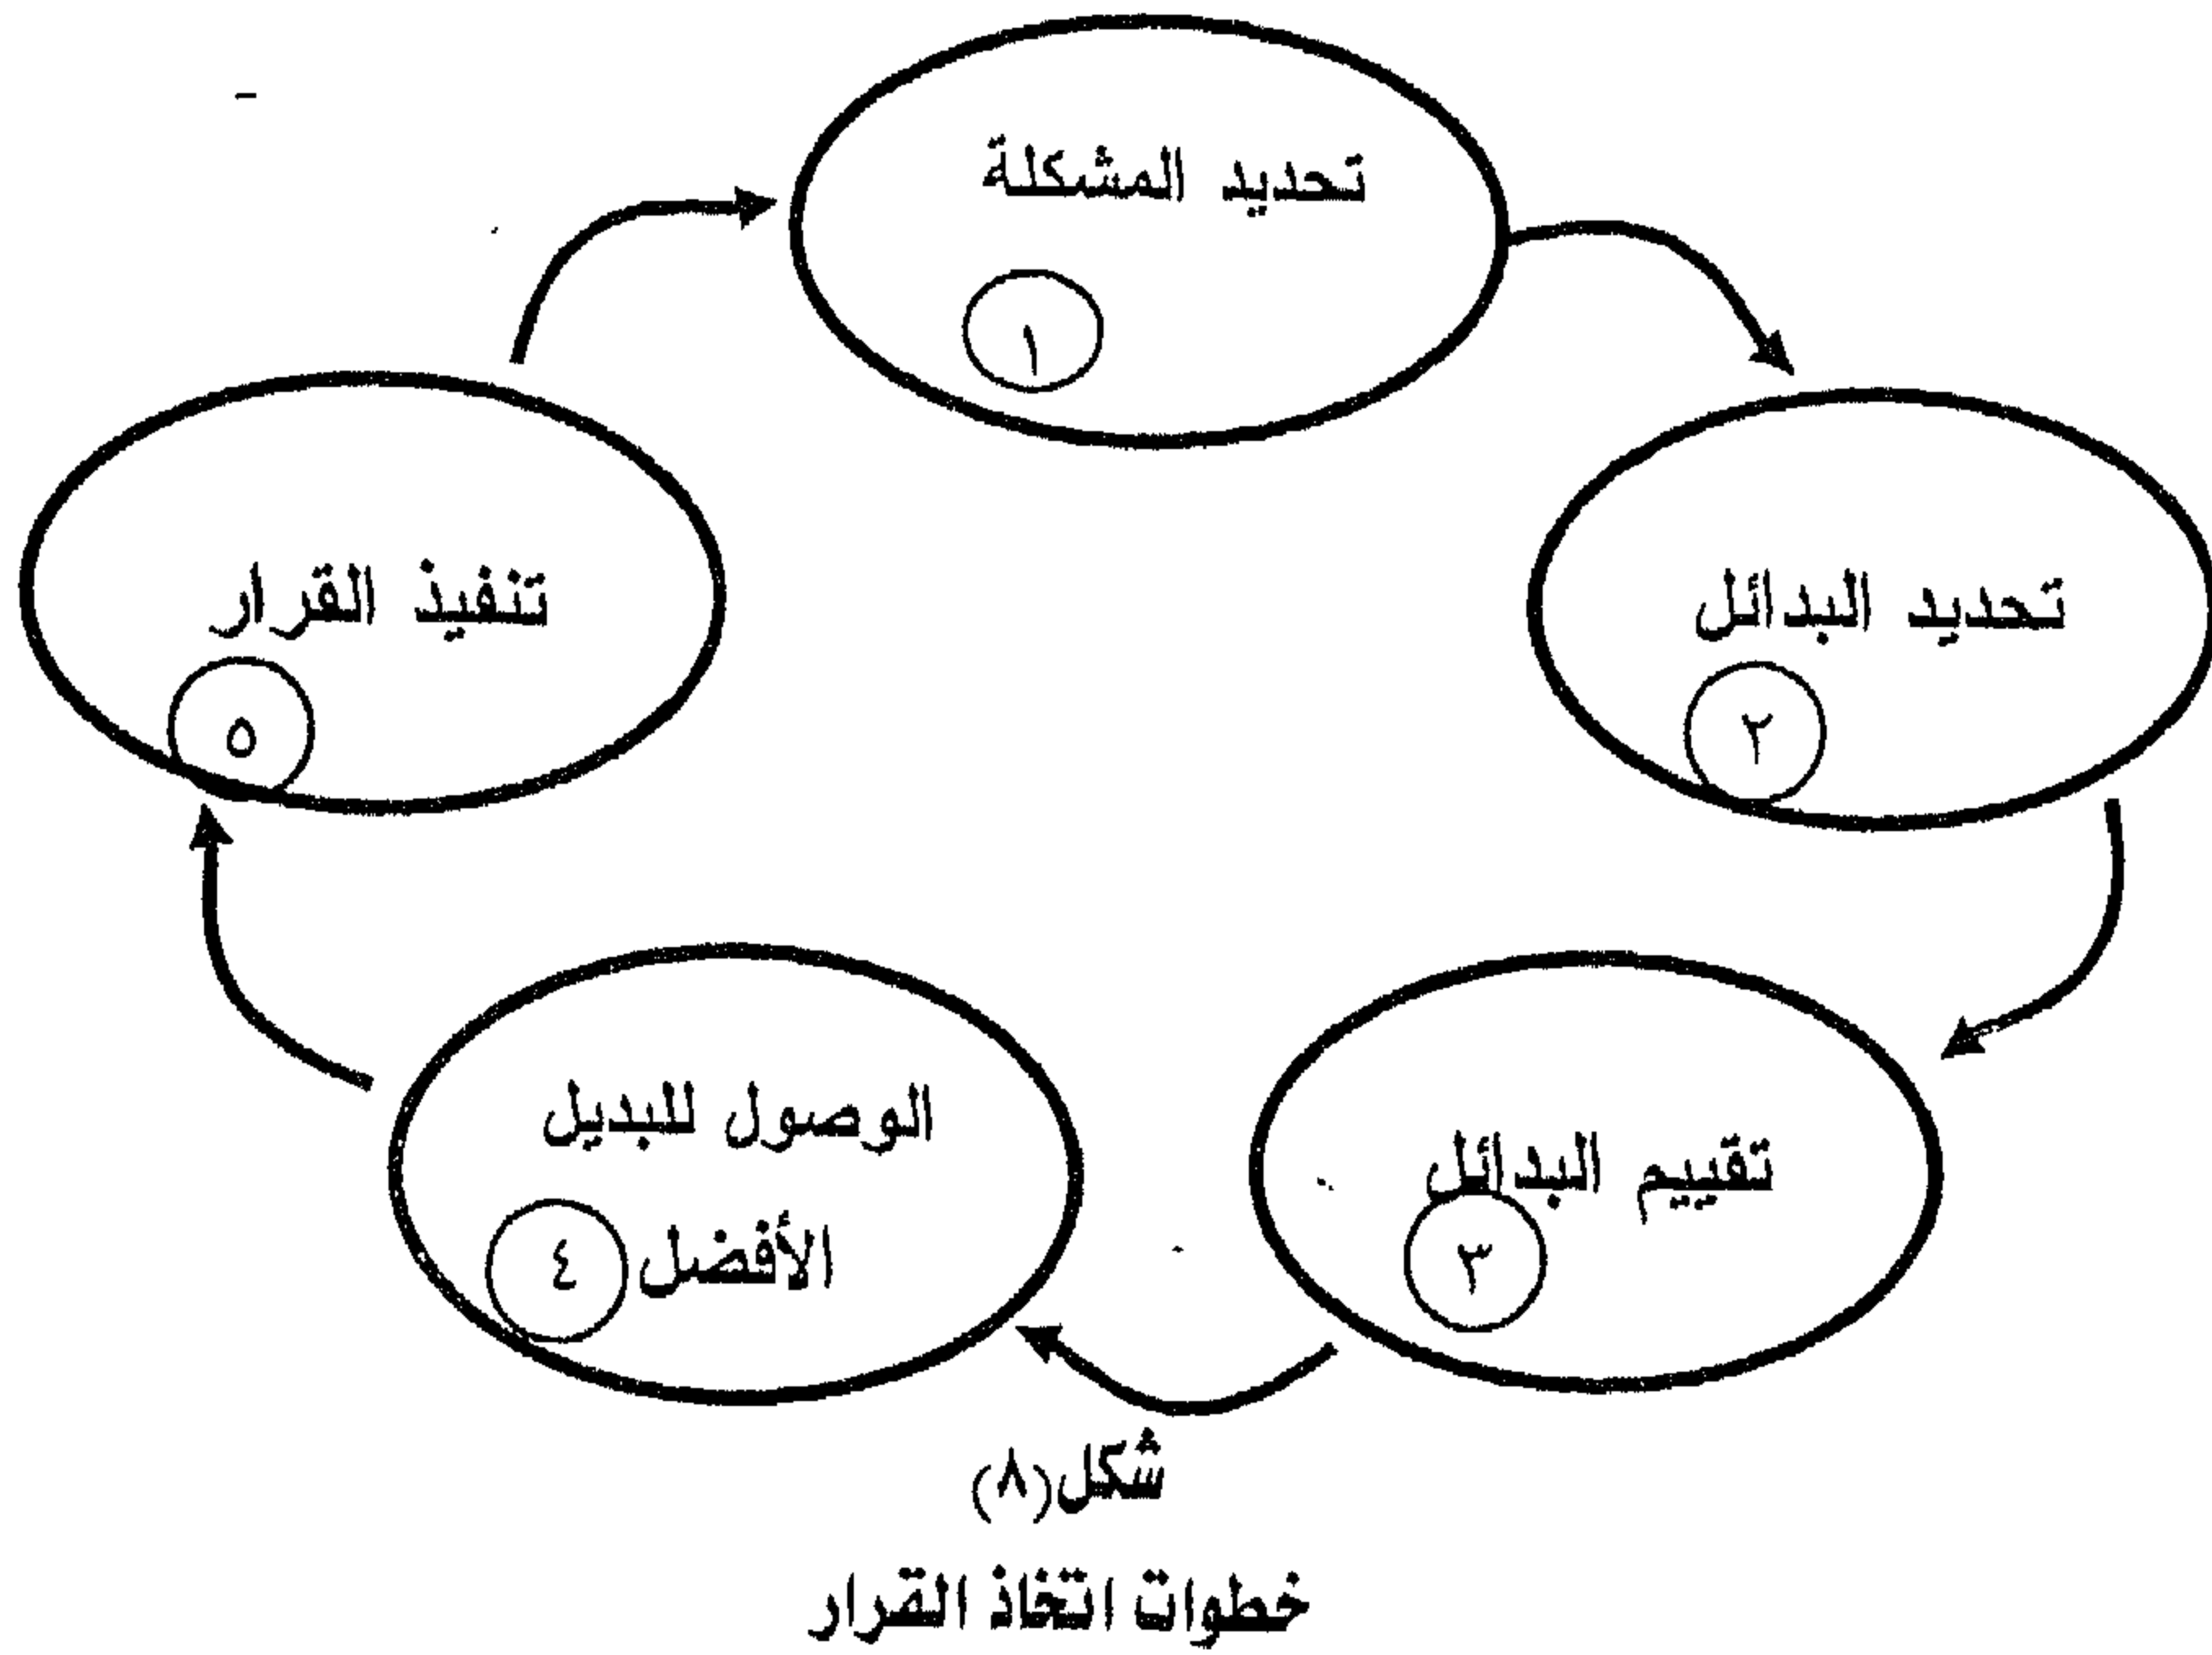 تحديد المشكلة
١
تحديد البدائل
٢
تقييم البدائل
٣
الوصول للبديل
الأفضل ٤
تنفيذ القرار
٥
شكل(٨)
خطوات اتخاذ القرار